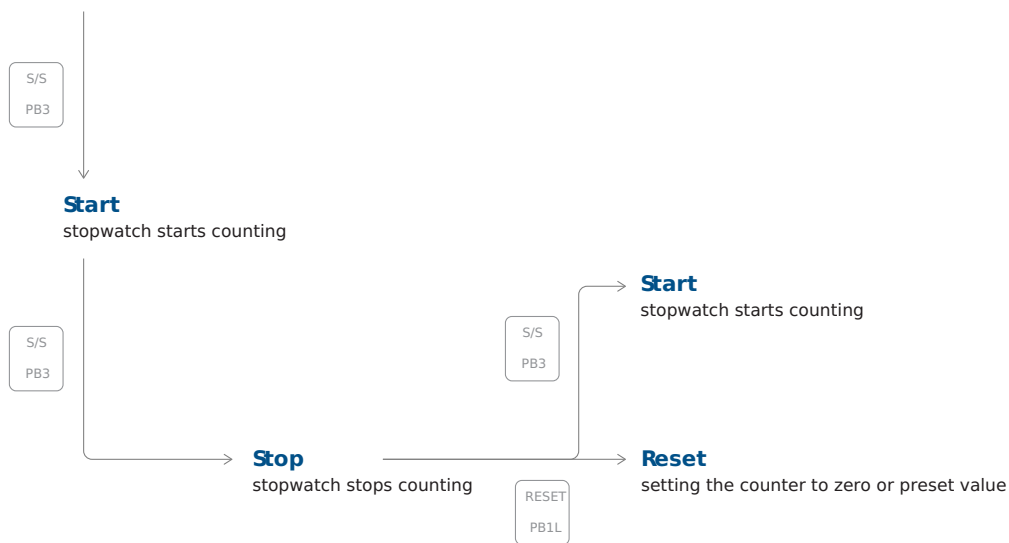 S/S
PB3
Start
stopwatch starts counting
Start
stopwatch starts counting
S/S
PB3
S/S
PB3
Stop
stopwatch stops counting
Reset
setting the counter to zero or preset value
RESET
PB1L